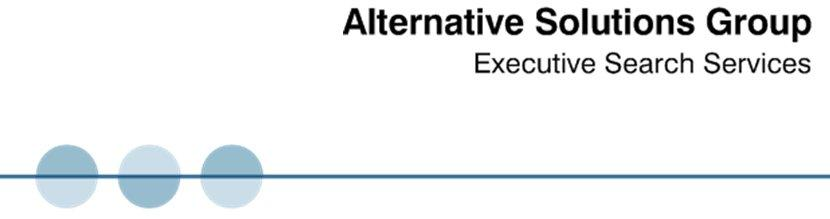 Alternative Solutions Group
Executive Search Services